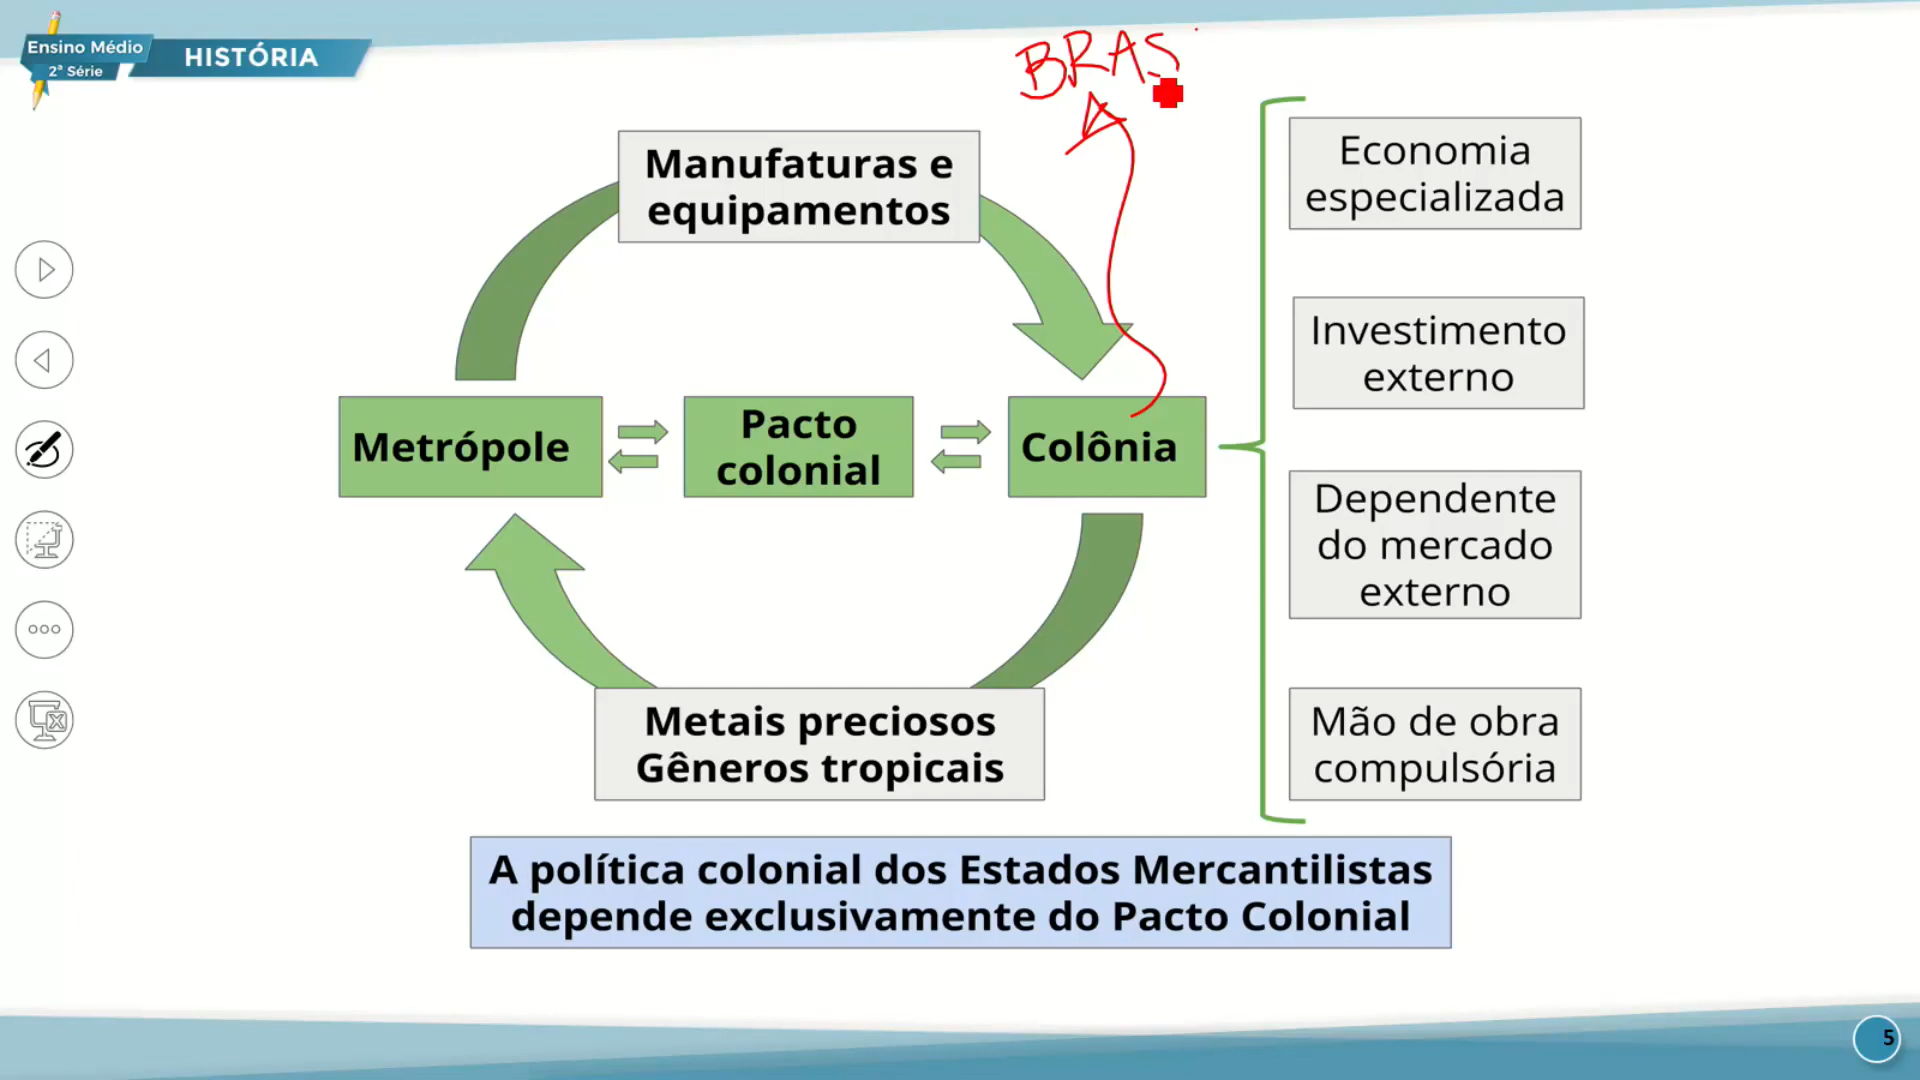 Ensino Médio
2ª Série
HISTÓRIA
BRAS
Manufaturas e
equipamentos
Metrópole
Pacto
colonial
Colônia
Metais preciosos
Gêneros tropicais
Economia
especializada
Investimento
externo
Dependente
do mercado
externo
Mão de obra
compulsória
A política colonial dos Estados Mercantilistas
depende exclusivamente do Pacto Colonial
5